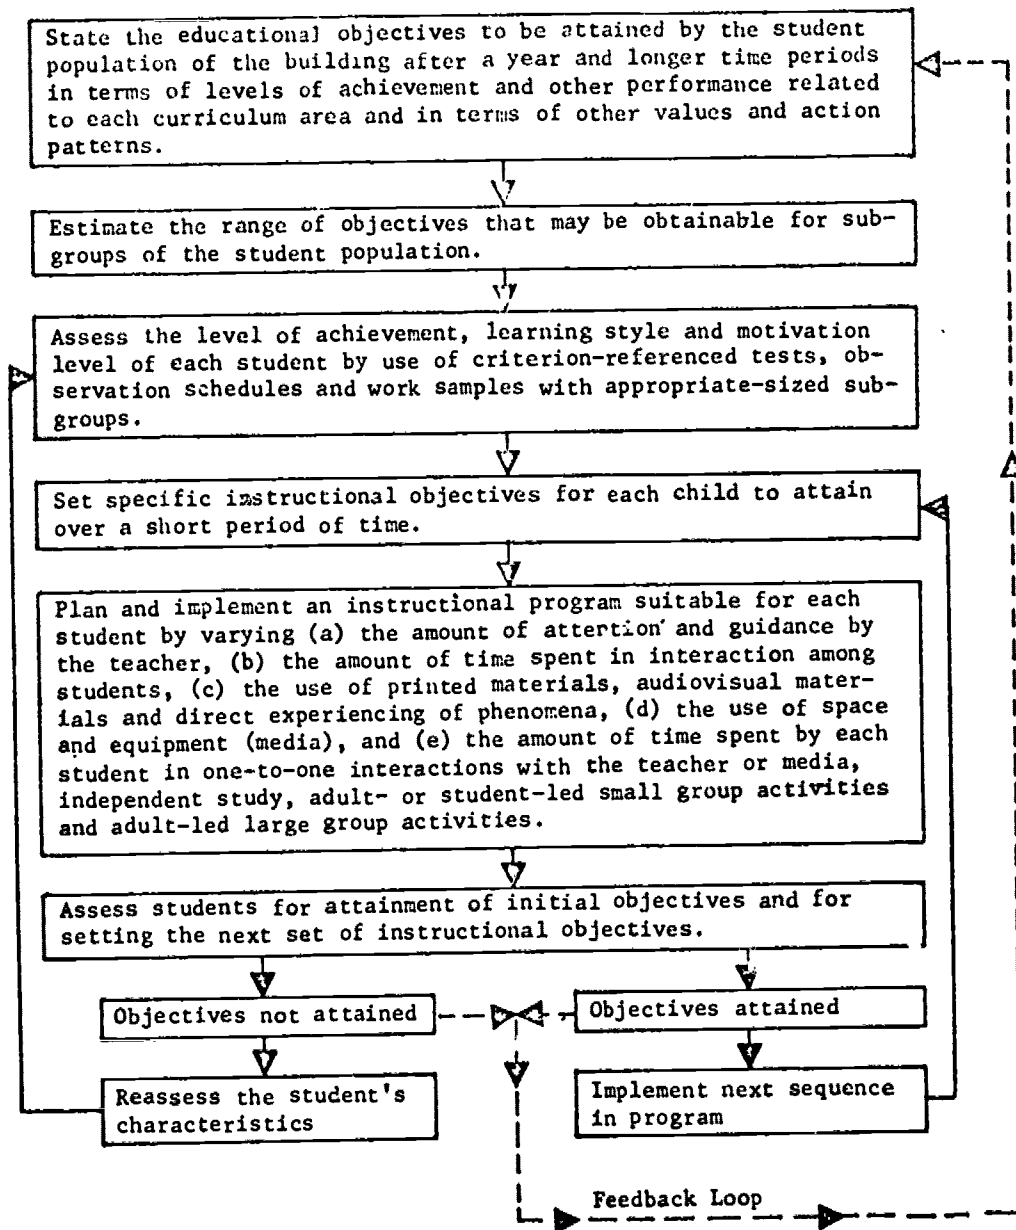 State the educational objectives to be attained by the student
population of the building after a year and longer time periods
in terms of levels of achievement and other performance related
to each curriculum area and in terms of other values and action
patterns.
Estimate the range of objectives that may be obtainable for sub-
groups of the student population.
Assess the level of achievement, learning style and motivation
level of each student by use of criterion-referenced tests, ob-
servation schedules and work samples with appropriate-sized sub-
groups.
Set specific instructional objectives for each child to attain
over a short period of time.
Plan and implement an instructional program suitable for each
student by varying (a) the amount of attention and guidance by
the teacher, (b) the amount of time spent in interaction among
students, (c) the use of printed materials, audiovisual mater-
ials and direct experiencing of phenomena, (d) the use of space
and equipment (media), and (e) the amount of time spent by each
student in one-to-one interactions with the teacher or media,
independent study, adult- or student-led small group activities
and adult-led large group activities.
Assess students for attainment of initial objectives and for
setting the next set of instructional objectives.
Objectives not attained
Objectives attained
Reassess the student's
characteristics
Implement next sequence
in program
Feedback Loop